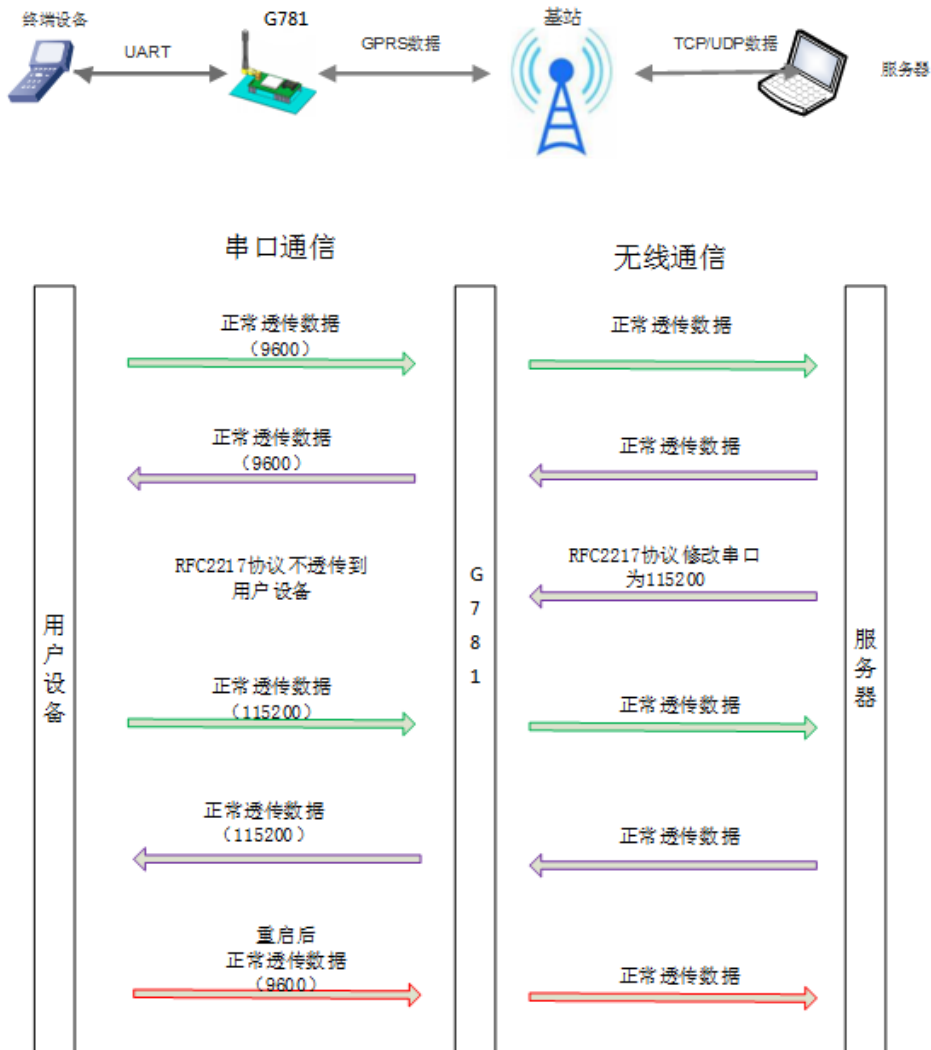 终端设备
G781
基站
UART
GPRS数据
TCP/UDP数据
服务器
串口通信
无线通信
正常透传数据
（9600）
正常透传数据
正常透传数据
（9600）
正常透传数据
RFC2217协议不透传到
用户设备
RFC2217协议修改串口
为115200
G
7
8
1
用
户
设
备
服
务
器
正常透传数据
（115200）
正常透传数据
正常透传数据
（115200）
正常透传数据
重启后
正常透传数据
（9600）
正常透传数据